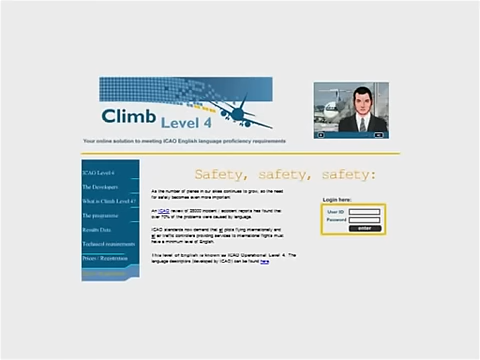 Climb Level 4
Your online solution to meeting ICAO English language proficiency requirements
Safety, safety, safety:
ICAO Level 4
The Developers
What is Climb Level 4?
The programme
Results Data
Technical requirements
Prices / Registration
As the number of planes in our skies continues to grow, so the need
for safety becomes even more important.
An ICAO review of 28000 incident / accident reports has found that
over 70% of the problems were caused by language.
ICAO standards now demand that all pilots flying internationally and
all air traffic controllers providing services to international flights must
have a minimum level of English.
This level of English is known as ICAO Operational Level 4. The
language descriptors (developed by ICAO) can be found here.
Login here:
User ID
Password
enter